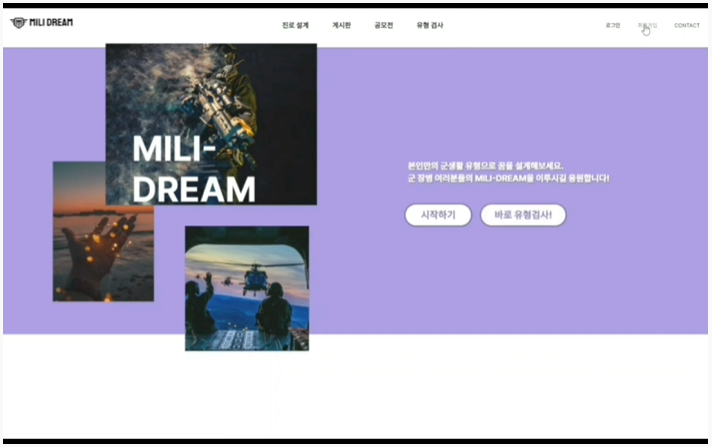 MILI DREAM
진로 설계
게시판
공모전
유형 검사
로그인
회원가입
CONTACT
MILI-
DREAM
본인만의 군생활 유형으로 꿈을 설계해보세요.
군 장병 여러분들의 MILI-DREAM을 이루시길 응원합니다!
시작하기
바로 유형검사!